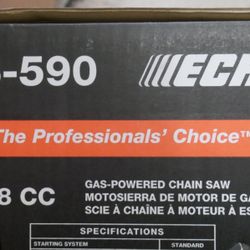 -590 ECH
The Professionals' Choice™
8 CC
GAS-POWERED CHAIN SAW
MOTOSIERRA DE MOTOR DE GA
SCIE À CHAÎNE À MOTEUR À ES
SPECIFICATIONS
STARTING SYSTEM STANDARD